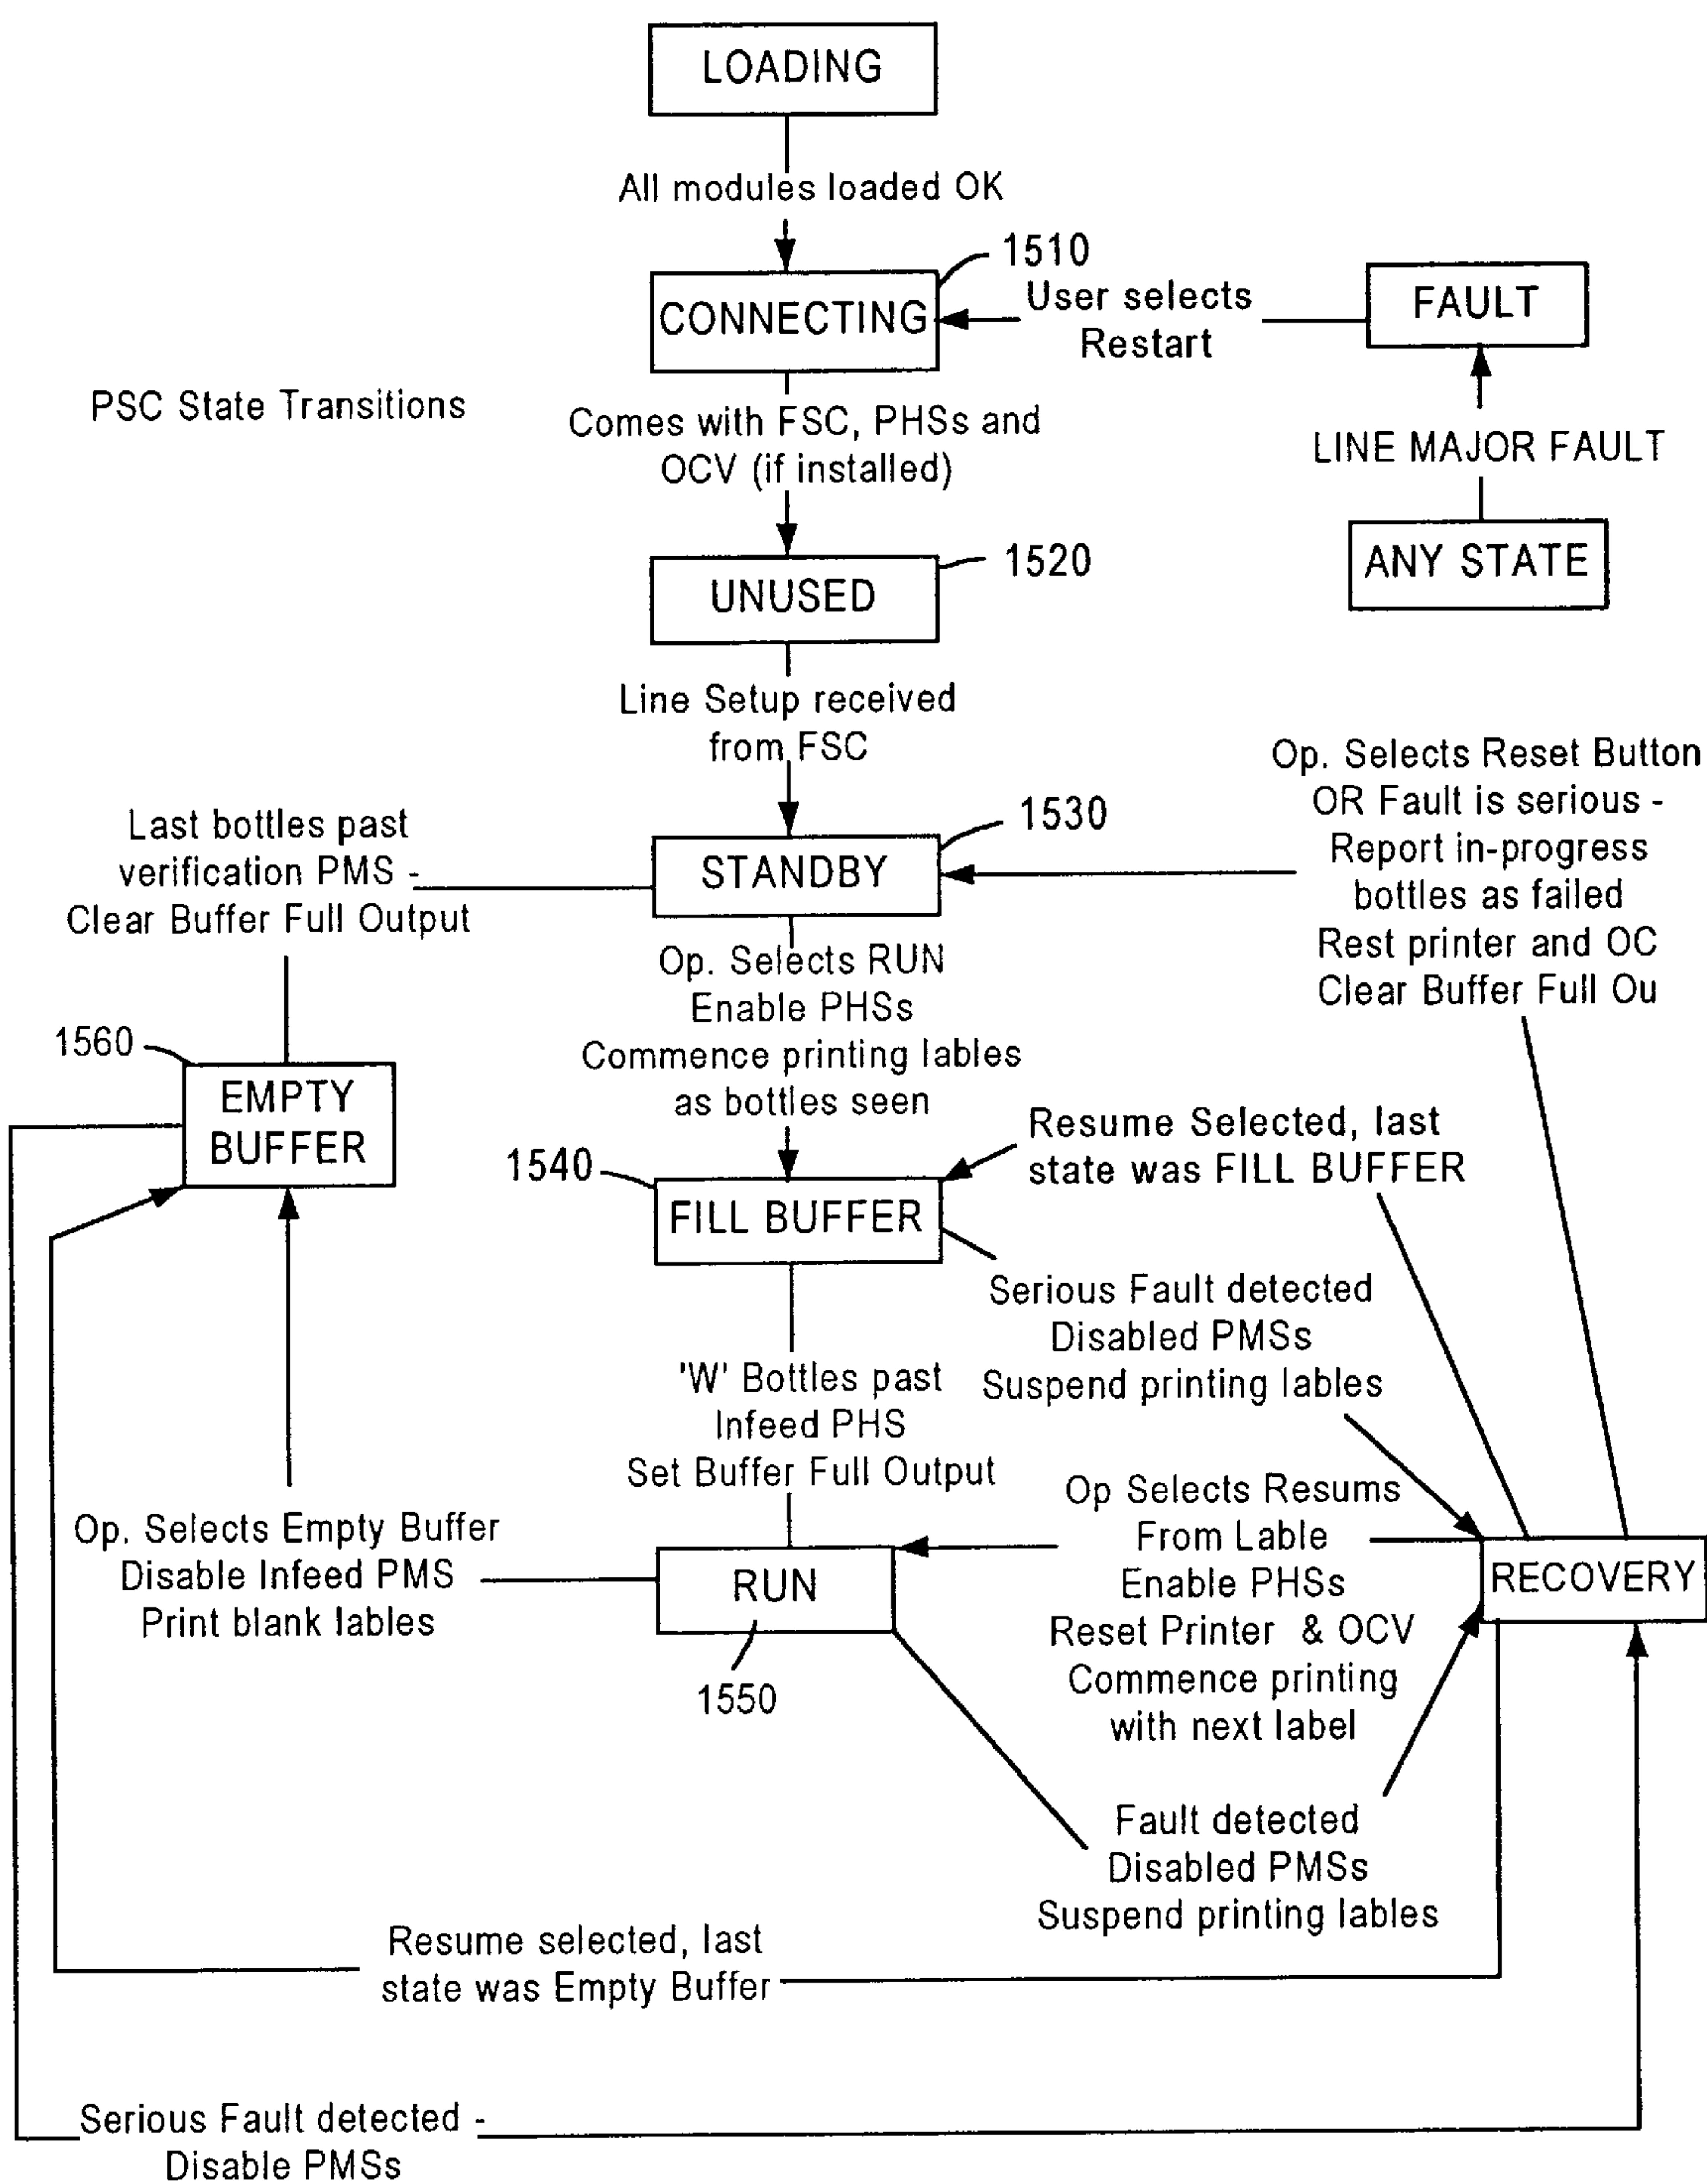 LOADING
All modules loaded OK
1510
CONNECTING
User selects
Restart
FAULT
PSC State Transitions
Comes with FSC, PHSs and
OCV (if installed)
LINE MAJOR FAULT
ANY STATE
1520
UNUSED
Line Setup received
from FSC
Op. Selects Reset Button
OR Fault is serious -
Report in-progress
bottles as failed
Rest printer and OC
Clear Buffer Full Ou
Last bottles past
verification PMS -
Clear Buffer Full Output
1530
STANDBY
Op. Selects RUN
Enable PHSs
Commence printing lables
as bottles seen
1560
EMPTY
BUFFER
1540
FILL BUFFER
Resume Selected, last
state was FILL BUFFER
Serious Fault detected
Disabled PMSs
Suspend printing lables
'W' Bottles past
Infeed PHS
Set Buffer Full Output
Op. Selects Empty Buffer
Disable Infeed PMS
Print blank lables
RUN
1550
Op Selects Resums
From Lable
Enable PHSs
Reset Printer & OCV
Commence printing
with next label
RECOVERY
Fault detected
Disabled PMSs
Suspend printing lables
Resume selected, last
state was Empty Buffer
Serious Fault detected -
Disable PMSs